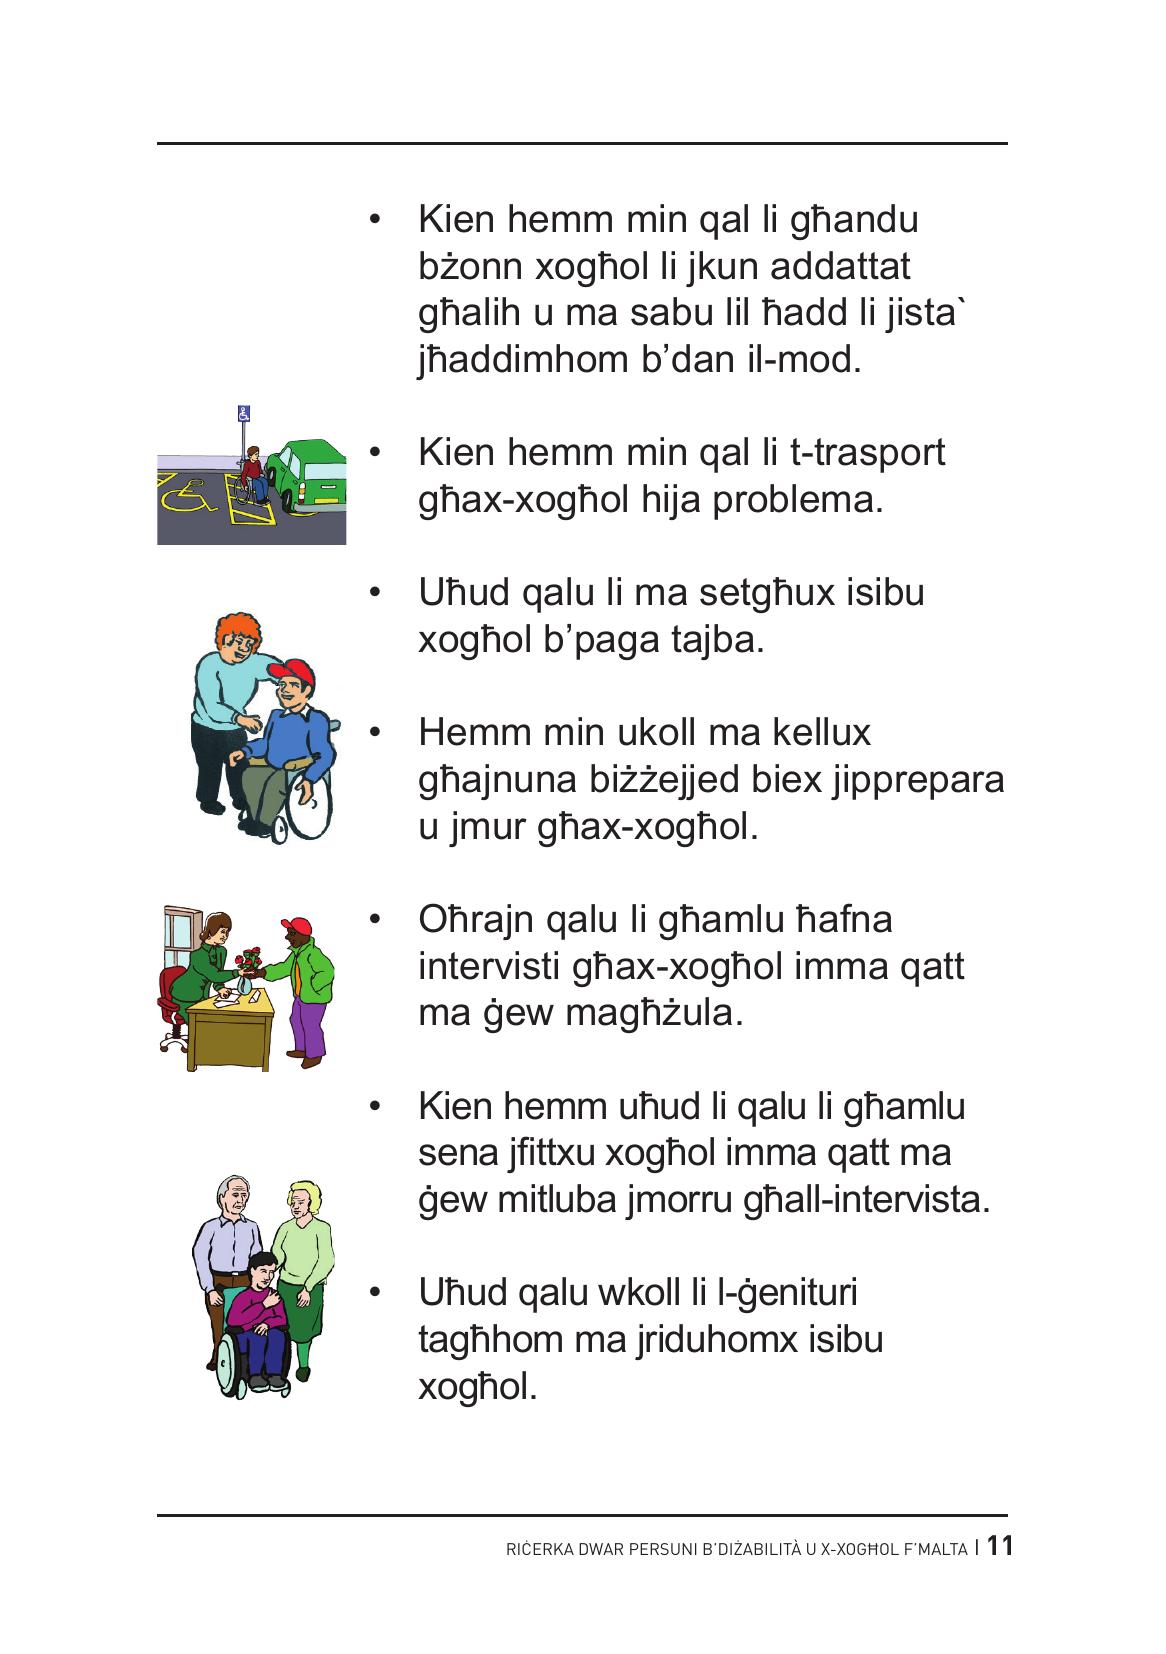 • Kien hemm min qal li għandu
bżonn xogħol li jkun addattat
għalih u ma sabu lil ħadd li jista`
jħaddimhom b’dan il-mod.
• Kien hemm min qal li t-trasport
għax-xogħol hija problema.
• Uħud qalu li ma setgħux isibu
xogħol b’paga tajba.
• Hemm min ukoll ma kellux
għajnuna biżżejjed biex jipprepara
u jmur għax-xogħol.
• Oħrajn qalu li għamlu ħafna
intervisti għax-xogħol imma qatt
ma ġew magħżula.
• Kien hemm uħud li qalu li għamlu
sena jfittxu xogħol imma qatt ma
ġew mitluba jmorru għall-intervista.
• Uħud qalu wkoll li l-ġenituri
tagħhom ma jriduhomx isibu
xogħol.
RIĊERKA DWAR PERSUNI B’DIŻABILITÀ U X-XOGĦOL F’MALTA | 11